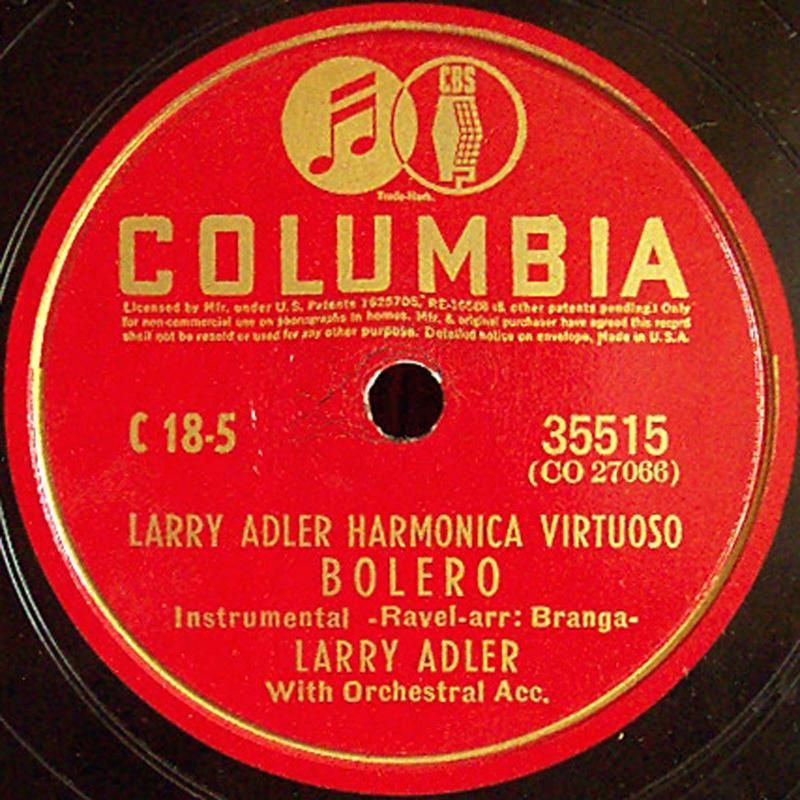 CBS
Trade-Mark.
COLUMBIA
Licensed by Mfr. under U.S. Patents 1625705, RE-16588 (& other patents pending.) Only
for non-commercial use on phonographs in homes. Mfr. & original purchaser have agreed this record
shall not be resold or used for any other purpose. Detailed notice on envelope. Made in U.S.A.
C 18-5
35515
(CO 27066)
LARRY ADLER HARMONICA VIRTUOSO
BOLERO
Instrumental -Ravel-arr: Branga-
LARRY ADLER
With Orchestral Acc.